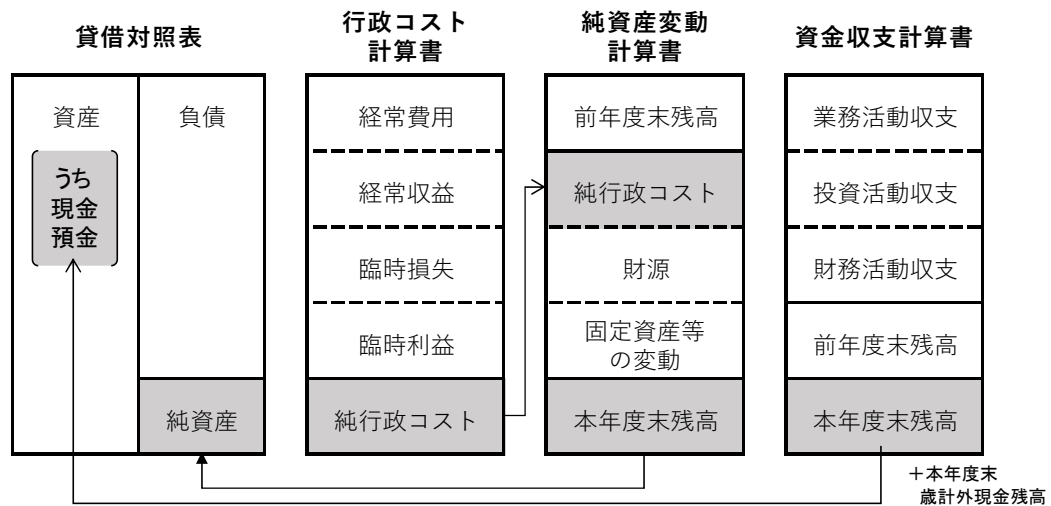 貸借対照表
資産
負債
うち
現金
預金
純資産
行政コスト
計算書
経常費用
経常収益
臨時損失
臨時利益
純行政コスト
純資産変動
計算書
前年度末残高
純行政コスト
財源
固定資産等
の変動
本年度末残高
資金収支計算書
業務活動収支
投資活動収支
財務活動収支
前年度末残高
本年度末残高
＋本年度末
歳計外現金残高